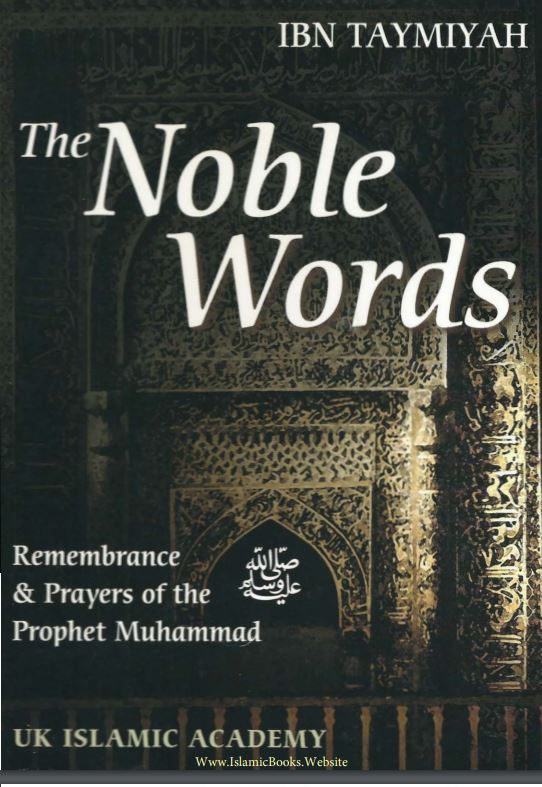 IBN TAYMIYAH
The Noble
Words
Remembrance
& Prayers of the
Prophet Muhammad
صلى الله
عليه وسلم
UK ISLAMIC ACADEMY
Www.IslamicBooks.Website